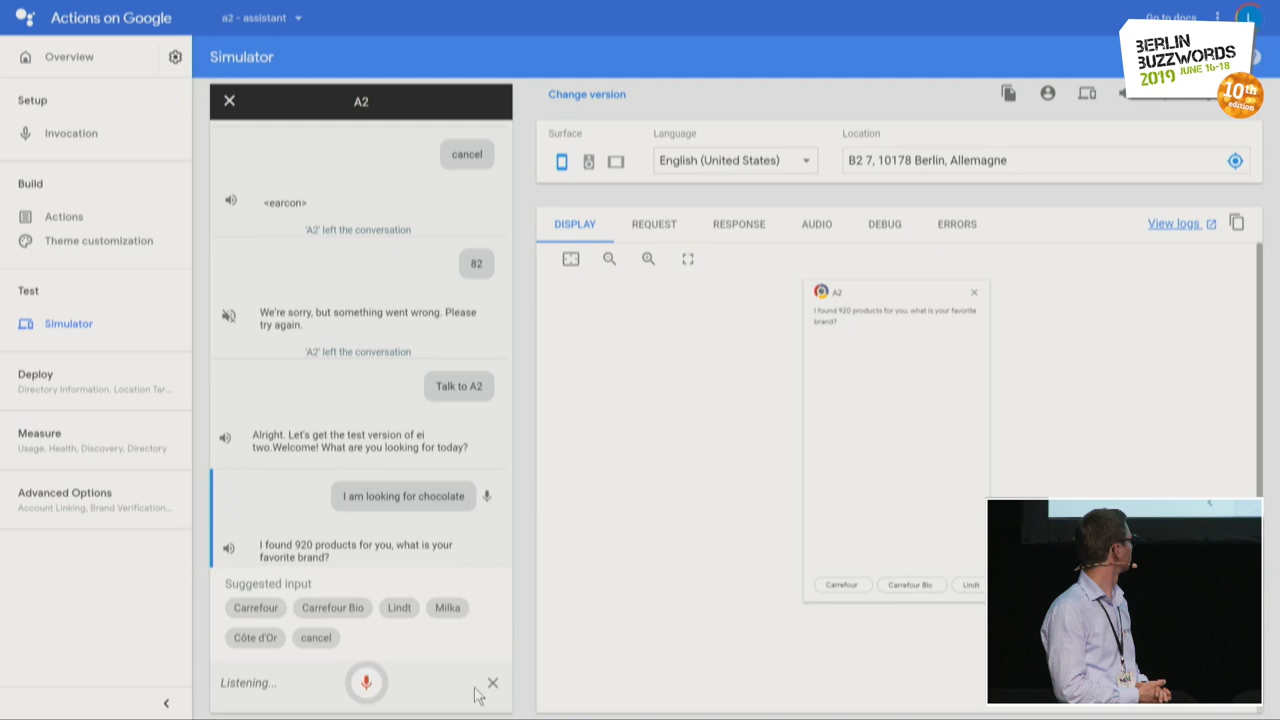 Actions on Google
a2 - assistant
Go to docs
L
BERLIN
BUZZWORDS
2019 JUNE 16-18
10th
edition
Overview
Simulator
Setup
Invocation
Build
Actions
Theme customization
Test
Simulator
Deploy
Directory Information, Location Tar...
Measure
Usage, Health, Discovery, Directory
Advanced Options
Account Linking, Brand Verification...
A2
cancel
<earcon>
'A2' left the conversation
82
We're sorry, but something went wrong. Please
try again.
'A2' left the conversation
Talk to A2
Alright. Let's get the test version of ei
two.Welcome! What are you looking for today?
I am looking for chocolate
I found 920 products for you, what is your
favorite brand?
Suggested input
Carrefour
Carrefour Bio
Lindt
Milka
Côte d'Or
cancel
Listening...
Change version
Surface
Language
Location
English (United States)
B2 7, 10178 Berlin, Allemagne
DISPLAY
REQUEST
RESPONSE
AUDIO
DEBUG
ERRORS
View logs
A2
I found 920 products for you, what is your favorite
brand?
Carrefour
Carrefour Bio
Lindt